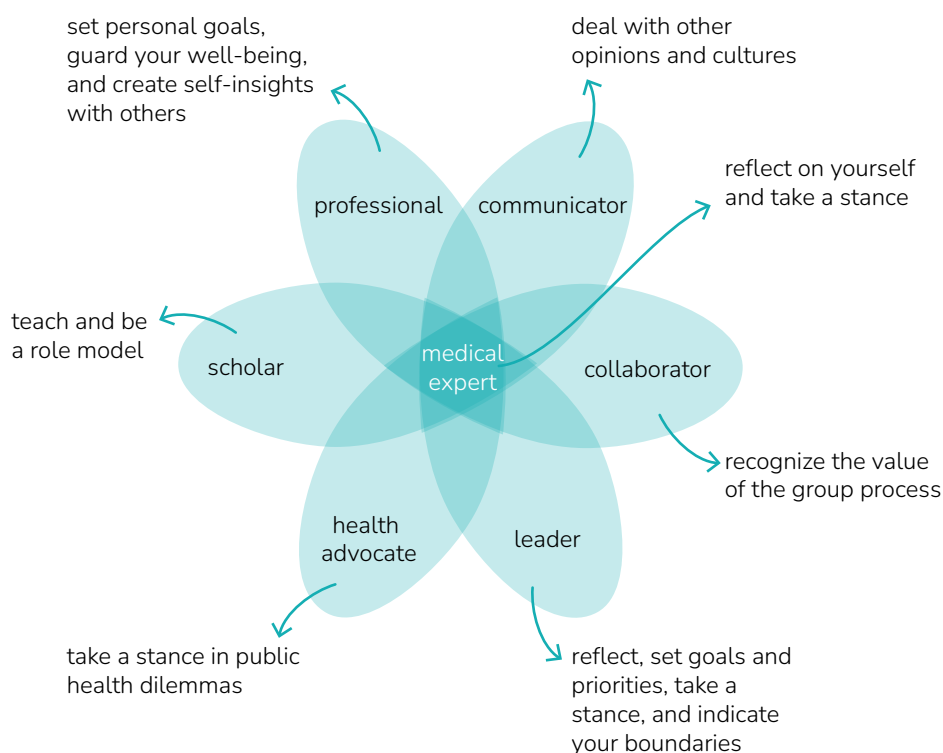 set personal goals,
guard your well-being,
and create self-insights
with others
deal with other
opinions and cultures
reflect on yourself
and take a stance
professional
communicator
teach and be
a role model
scholar
medical
expert
collaborator
recognize the value
of the group process
health
advocate
leader
take a stance in public
health dilemmas
reflect, set goals and
priorities, take a
stance, and indicate
your boundaries